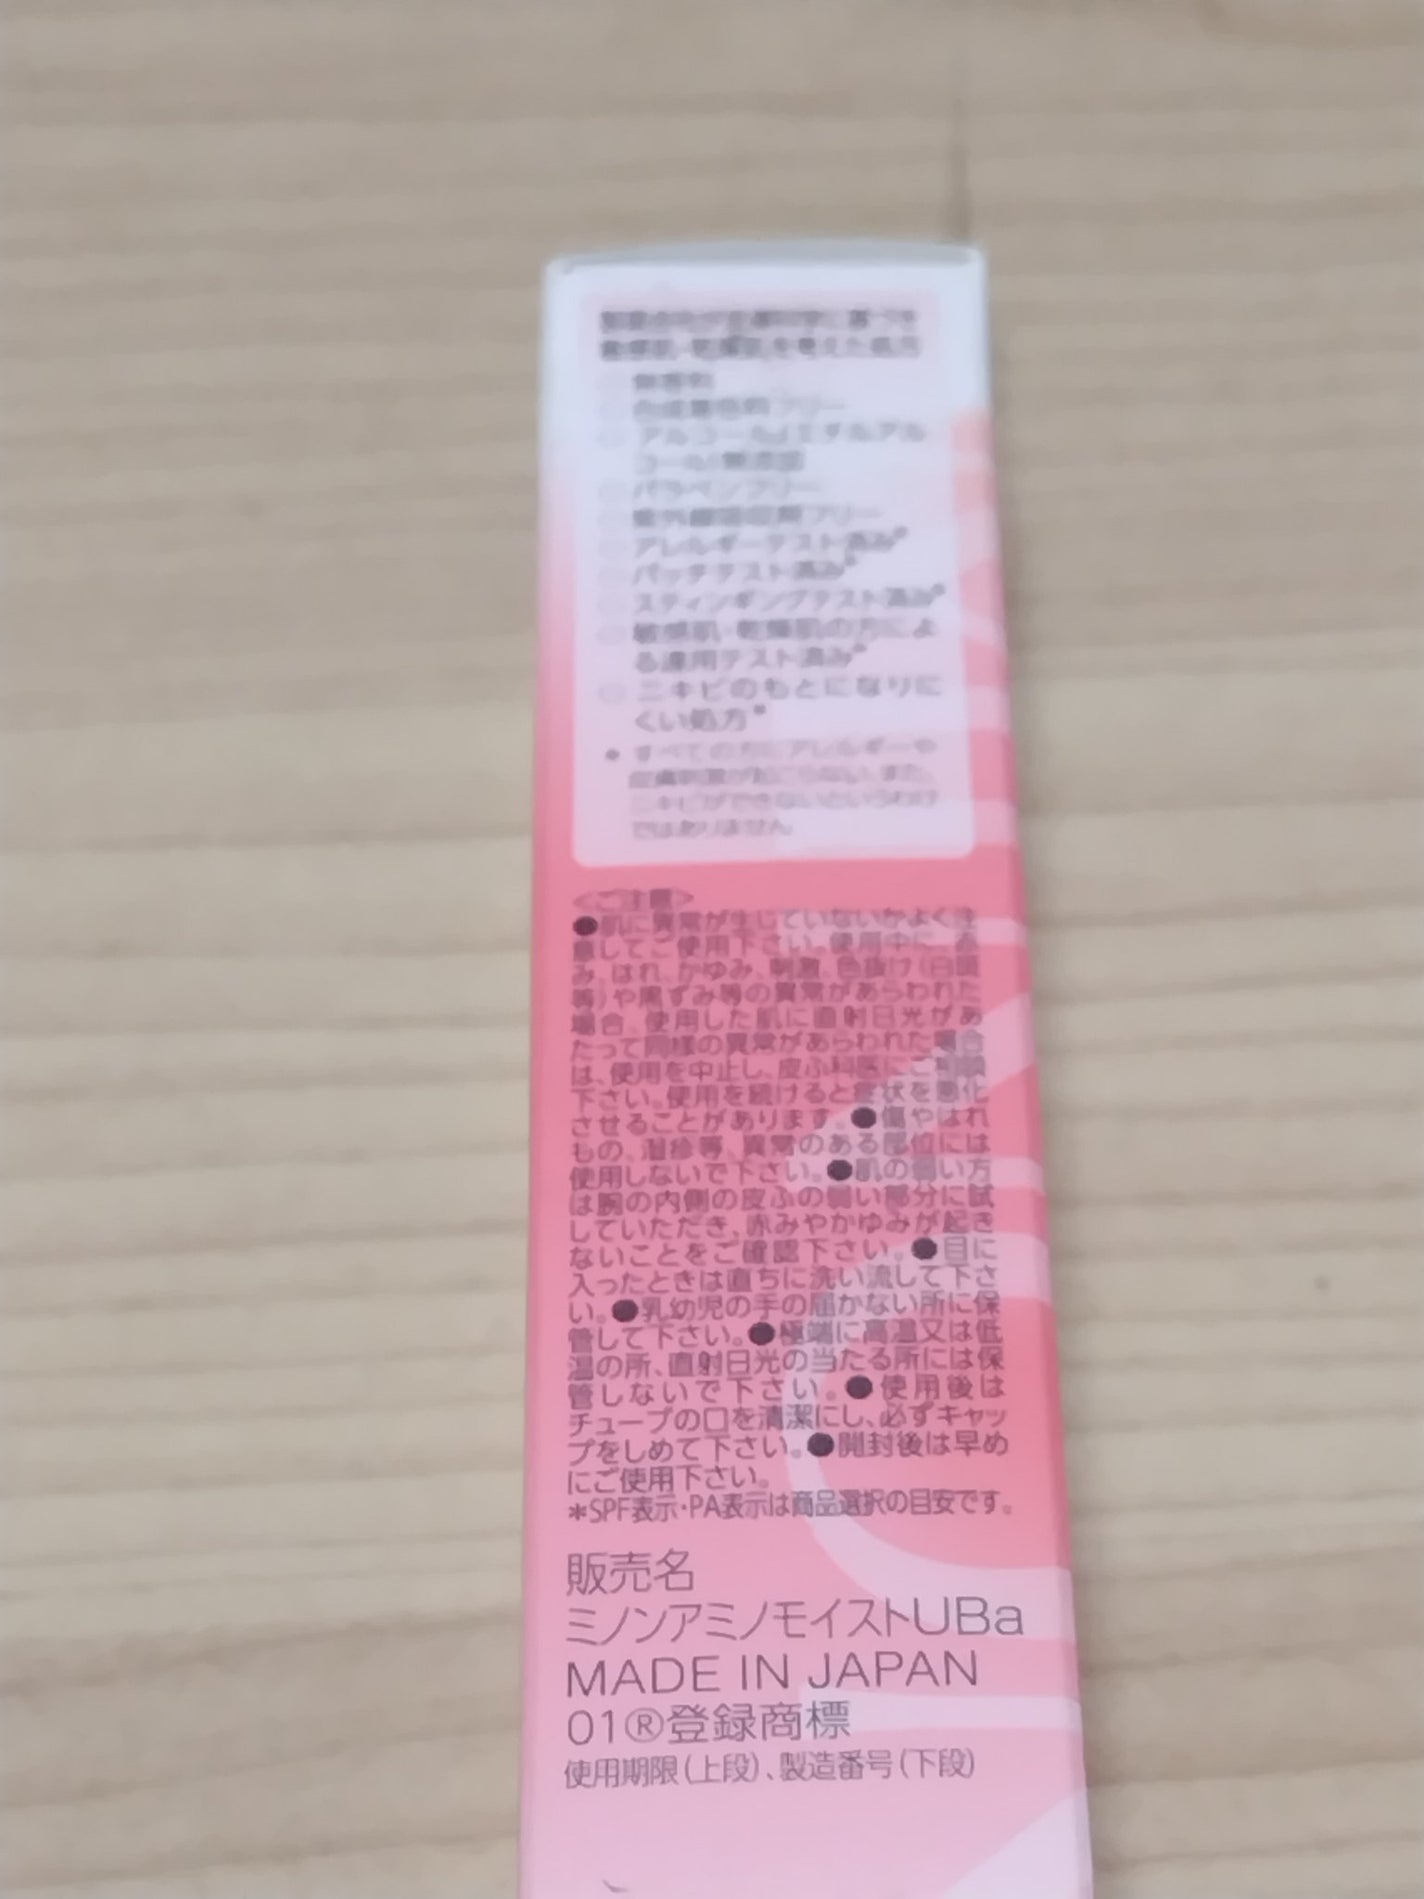 敏感肌・乾燥肌を考えた処方
無香料
合成着色料フリー
アルコール(エチルアル
コール)無添加
パラベンフリー
紫外線吸収剤フリー
アレルギーテスト済み*
パッチテスト済み*
スティンギングテスト済み*
敏感肌・乾燥肌の方によ
る連用テスト済み*
ニキビのもとになりに
くい処方*
* すべての方にアレルギーや
皮膚刺激が起こらない、また、
ニキビができないというわけ
ではありません。
<ご注意>
●肌に異常が生じていないかよく注
意してご使用下さい。使用中に、赤
み、はれ、かゆみ、刺激、色抜け(白斑
等)や黒ずみ等の異常があらわれた
場合、使用した肌に直射日光があ
たって同様の異常があらわれた場合
は、使用を中止し、皮ふ科医にご相談
下さい。使用を続けると症状を悪化
させることがあります。●傷やはれ
もの、湿疹等、異常のある部位には
使用しないで下さい。●肌の弱い方
は腕の内側の皮ふの弱い部分に試
していただき、赤みやかゆみが起き
ないことをご確認下さい。●目に
入ったときは直ちに洗い流して下さ
い。●乳幼児の手の届かない所に保
管して下さい。●極端に高温又は低
温の所、直射日光の当たる所には保
管しないで下さい。●使用後は
チューブの口を清潔にし、必ずキャッ
プをしめて下さい。●開封後は早め
にご使用下さい。
*SPF表示・PA表示は商品選択の目安です。
販売名
ミノンアミノモイストUBa
MADE IN JAPAN
01®登録商標
使用期限(上段)、製造番号(下段)